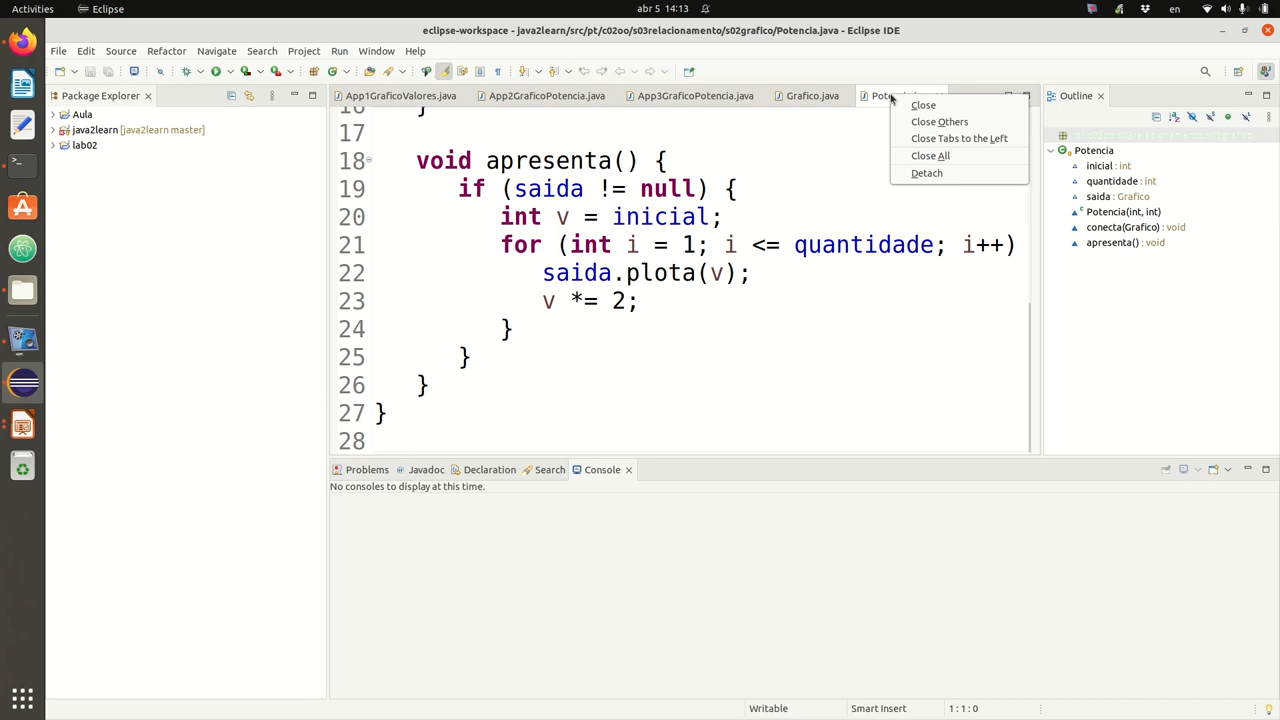 Activities
Eclipse
abr 5 14:13
en
eclipse-workspace - java2learn/src/pt/c02oo/s03relacionamento/s02grafico/Potencia.java - Eclipse IDE
File Edit Source Refactor Navigate Search Project Run Window Help
Package Explorer
App1GraficoValores.java
App2GraficoPotencia.java
App3GraficoPotencia.java
Grafico.java
Outline
Aula
java2learn [java2learn master]
lab02
17
18 void apresenta() {
19 if (saida != null) {
20 int v = inicial;
21 for (int i = 1; i <= quantidade; i++)
22 saida.plota(v);
23 v *= 2;
24 }
25 }
26 }
27 }
28
Close
Close Others
Close Tabs to the Left
Close All
Detach
Potencia
inicial : int
quantidade : int
saida : Grafico
Potencia(int, int)
conecta(Grafico) : void
apresenta() : void
Problems
Javadoc
Declaration
Search
Console
No consoles to display at this time.
Writable
Smart Insert
1 : 1 : 0